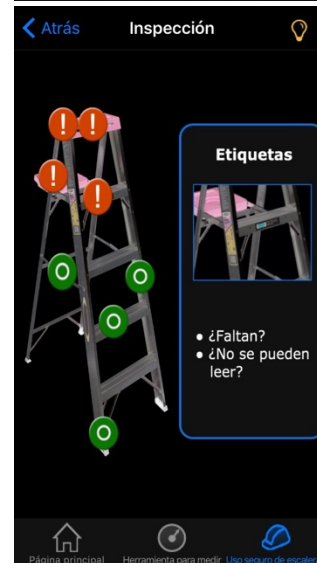 Atrás
Inspección
Etiquetas
● ¿Faltan?
● ¿No se pueden
leer?
Página principal
Herramienta para medir
Uso seguro de escaler